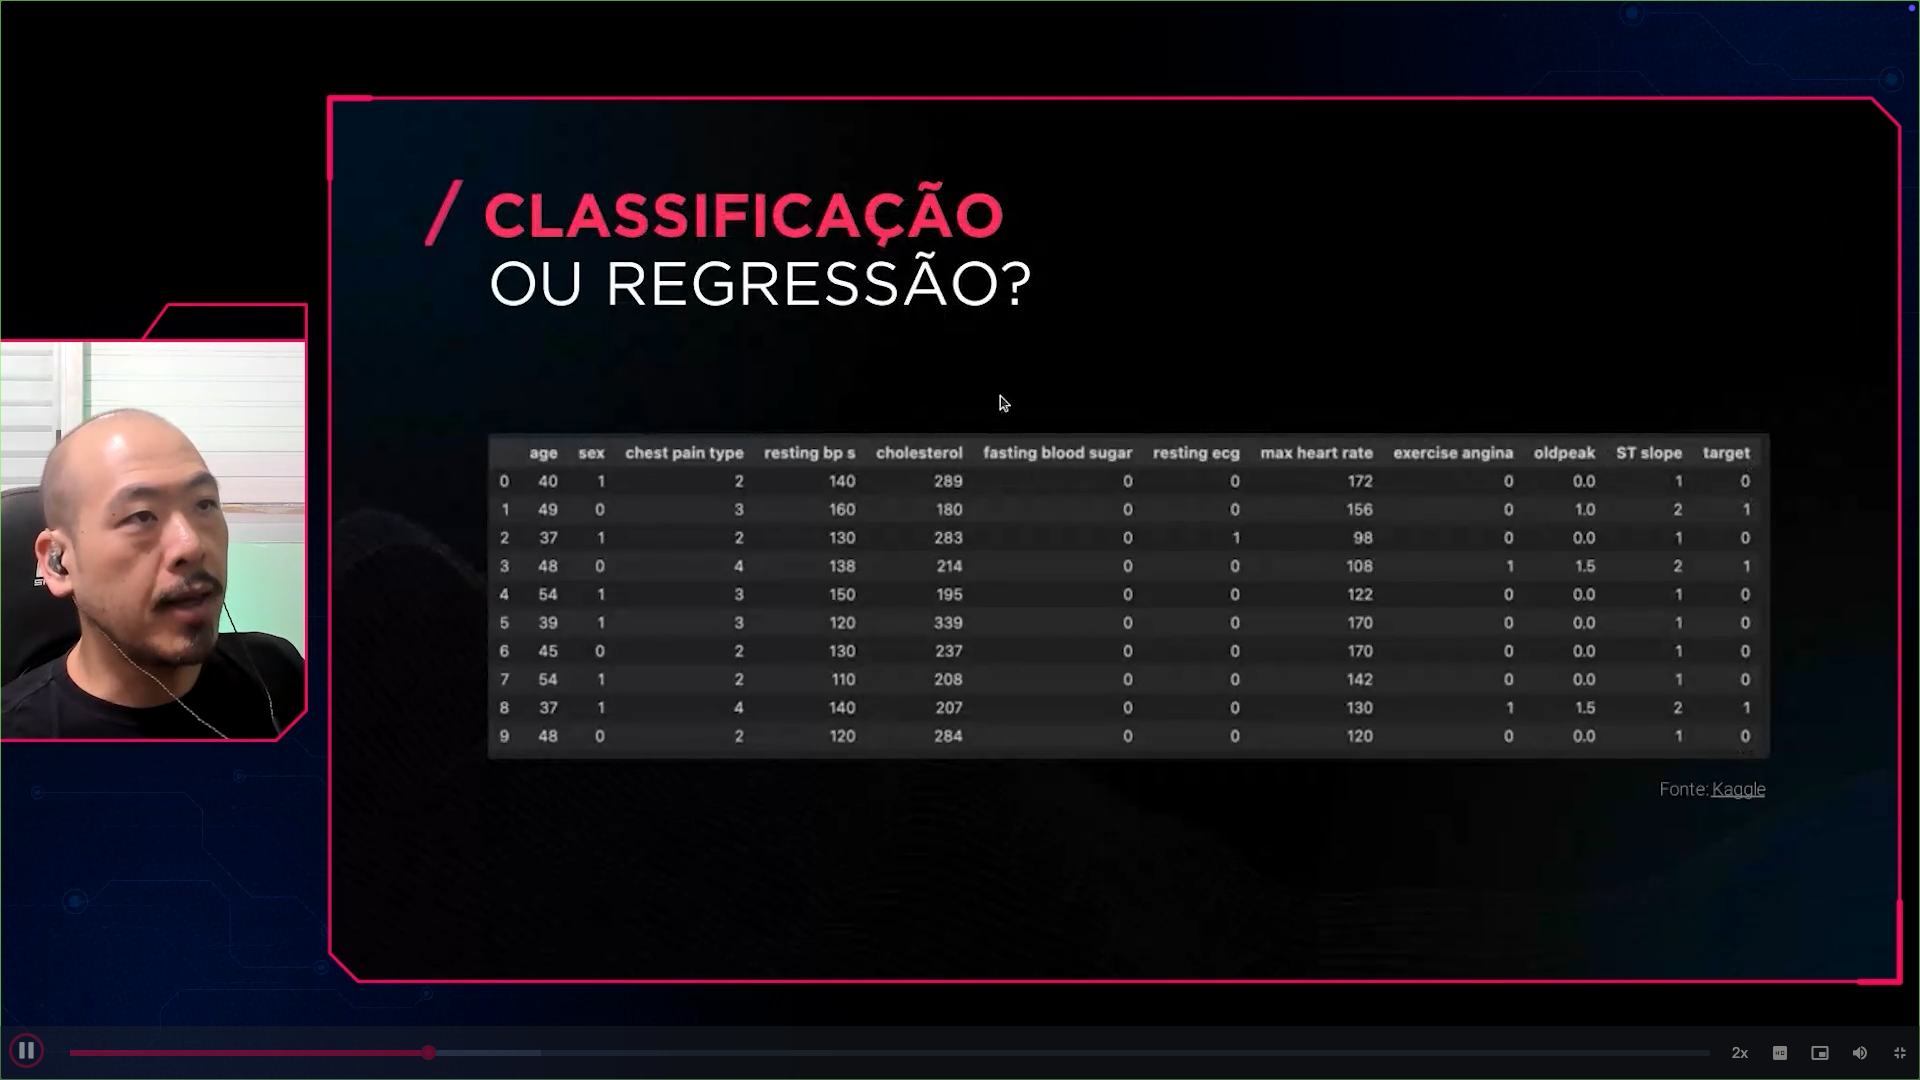 / CLASSIFICAÇÃO
OU REGRESSÃO?
age sex chest pain type resting bp s cholesterol fasting blood sugar resting ecg max heart rate exercise angina oldpeak ST slope target
0 40 1 2 140 289 0 0 172 0 0.0 1 0
1 49 0 3 160 180 0 0 156 0 1.0 2 1
2 37 1 2 130 283 0 1 98 0 0.0 1 0
3 48 0 4 138 214 0 0 108 1 1.5 2 1
4 54 1 3 150 195 0 0 122 0 0.0 1 0
5 39 1 3 120 339 0 0 170 0 0.0 1 0
6 45 0 2 130 237 0 0 170 0 0.0 1 0
7 54 1 2 110 208 0 0 142 0 0.0 1 0
8 37 1 4 140 207 0 0 130 1 1.5 2 1
9 48 0 2 120 284 0 0 120 0 0.0 1 0
Fonte: Kaggle
2x